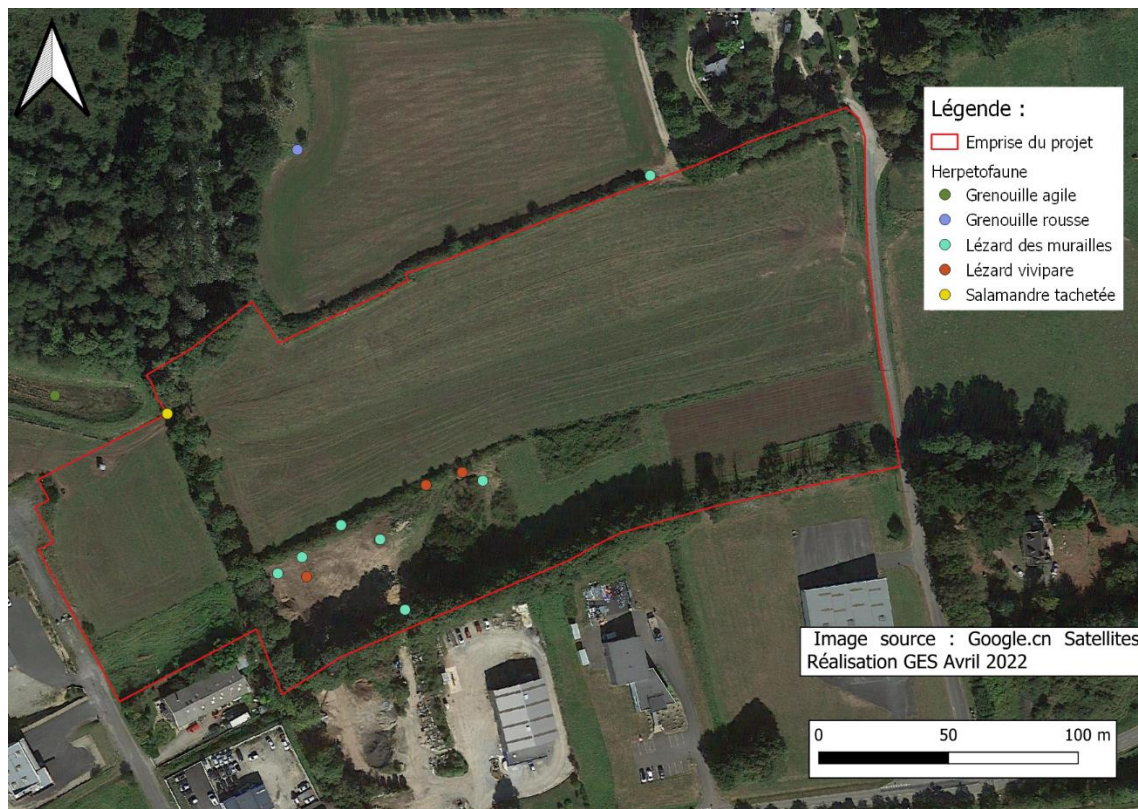 Légende :
Emprise du projet
Herpetofaune
Grenouille agile
Grenouille rousse
Lézard des murailles
Lézard vivipare
Salamandre tachetée
Image source : Google.cn Satellites
Réalisation GES Avril 2022
0 50 100 m